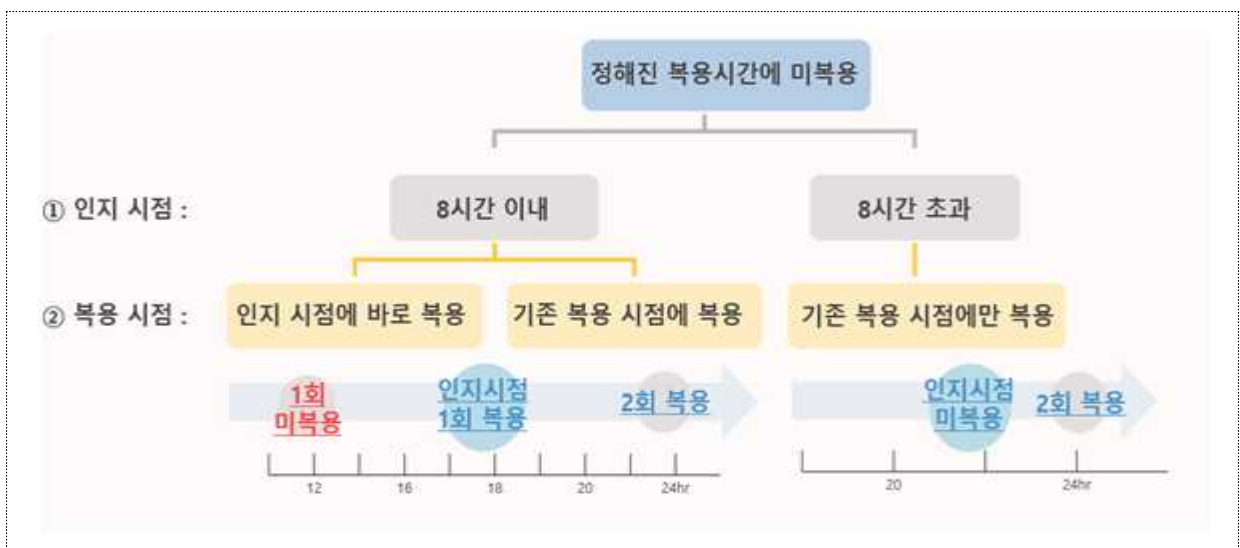 정해진 복용시간에 미복용
① 인지 시점 :
8시간 이내
8시간 초과
② 복용 시점 :
인지 시점에 바로 복용
기존 복용 시점에 복용
기존 복용 시점에만 복용
1회
미복용
인지시점
1회 복용
2회 복용
인지시점
미복용
2회 복용
12
16
18
20
24hr
20
24hr